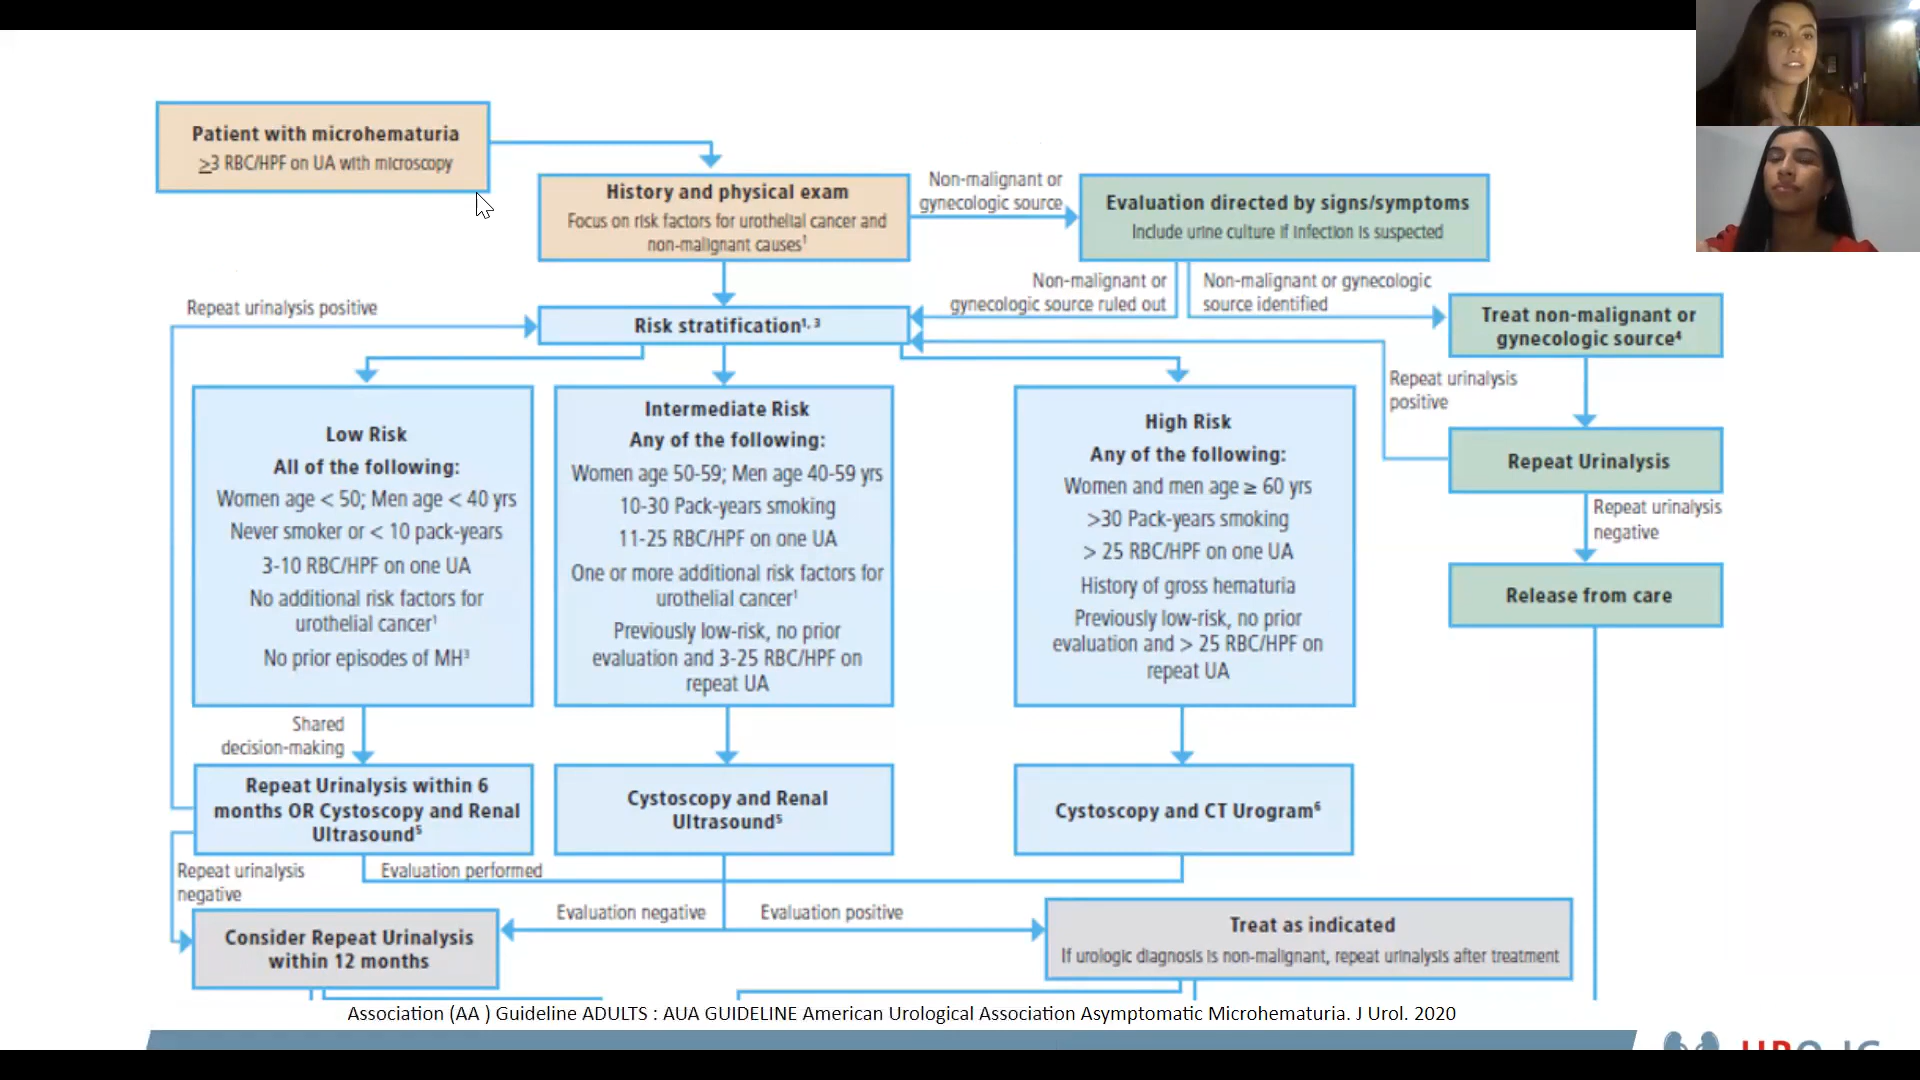 Patient with microhematuria
≥3 RBC/HPF on UA with microscopy
History and physical exam
Focus on risk factors for urothelial cancer and
non-malignant causes¹
Non-malignant or
gynecologic source
Evaluation directed by signs/symptoms
Include urine culture if infection is suspected
Non-malignant or
gynecologic source ruled out
Non-malignant or gynecologic
source identified
Repeat urinalysis positive
Risk stratification¹, ³
Treat non-malignant or
gynecologic source⁴
Repeat urinalysis
positive
Low Risk
All of the following:
Women age < 50; Men age < 40 yrs
Never smoker or < 10 pack-years
3-10 RBC/HPF on one UA
No additional risk factors for
urothelial cancer¹
No prior episodes of MH³
Intermediate Risk
Any of the following:
Women age 50-59; Men age 40-59 yrs
10-30 Pack-years smoking
11-25 RBC/HPF on one UA
One or more additional risk factors for
urothelial cancer¹
Previously low-risk, no prior
evaluation and 3-25 RBC/HPF on
repeat UA
High Risk
Any of the following:
Women and men age ≥ 60 yrs
>30 Pack-years smoking
> 25 RBC/HPF on one UA
History of gross hematuria
Previously low-risk, no prior
evaluation and > 25 RBC/HPF on
repeat UA
Repeat Urinalysis
Repeat urinalysis
negative
Release from care
Shared
decision-making
Repeat Urinalysis within 6
months OR Cystoscopy and Renal
Ultrasound⁵
Cystoscopy and Renal
Ultrasound⁵
Cystoscopy and CT Urogram⁶
Repeat urinalysis
negative
Evaluation performed
Evaluation negative
Evaluation positive
Consider Repeat Urinalysis
within 12 months
Treat as indicated
If urologic diagnosis is non-malignant, repeat urinalysis after treatment
Association (AA ) Guideline ADULTS : AUA GUIDELINE American Urological Association Asymptomatic Microhematuria. J Urol. 2020